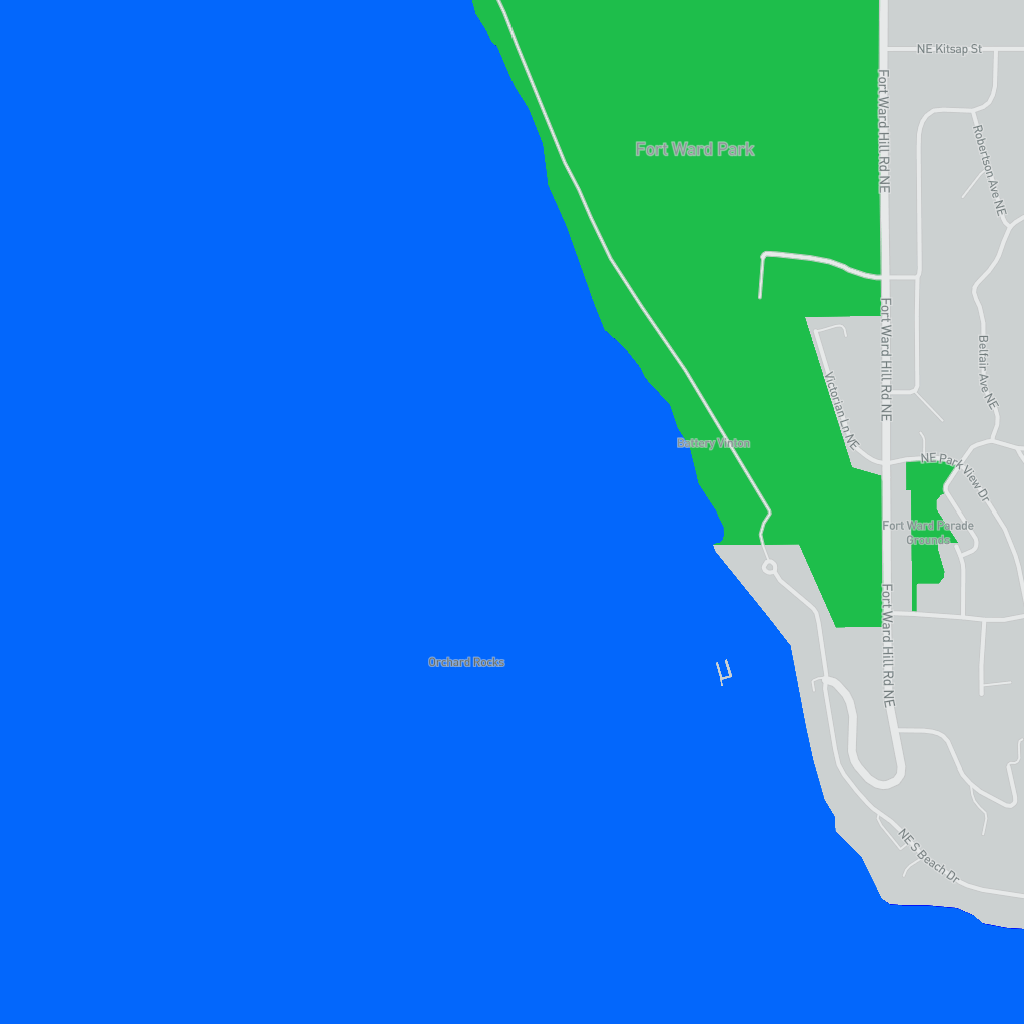 NE Kitsap St
Fort Ward Hill Rd NE
Robertson Ave NE
Fort Ward Park
Fort Ward Hill Rd NE
Belfair Ave NE
Victorian Ln NE
Battery Vinton
NE Park View Dr
Fort Ward Parade
Grounds
Fort Ward Hill Rd NE
Orchard Rocks
NE S Beach Dr